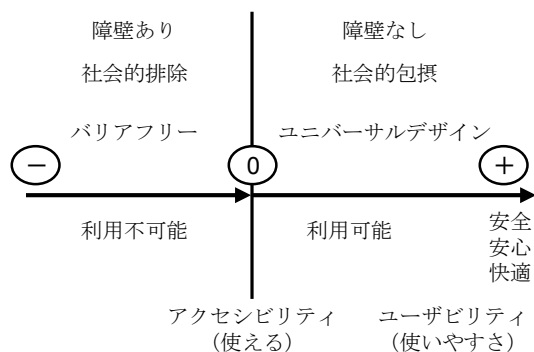 障壁あり
障壁なし
社会的排除
社会的包摂
バリアフリー
ユニバーサルデザイン
－
0
＋
利用不可能
利用可能
安全
安心
快適
アクセシビリティ
（使える）
ユーザビリティ
（使いやすさ）